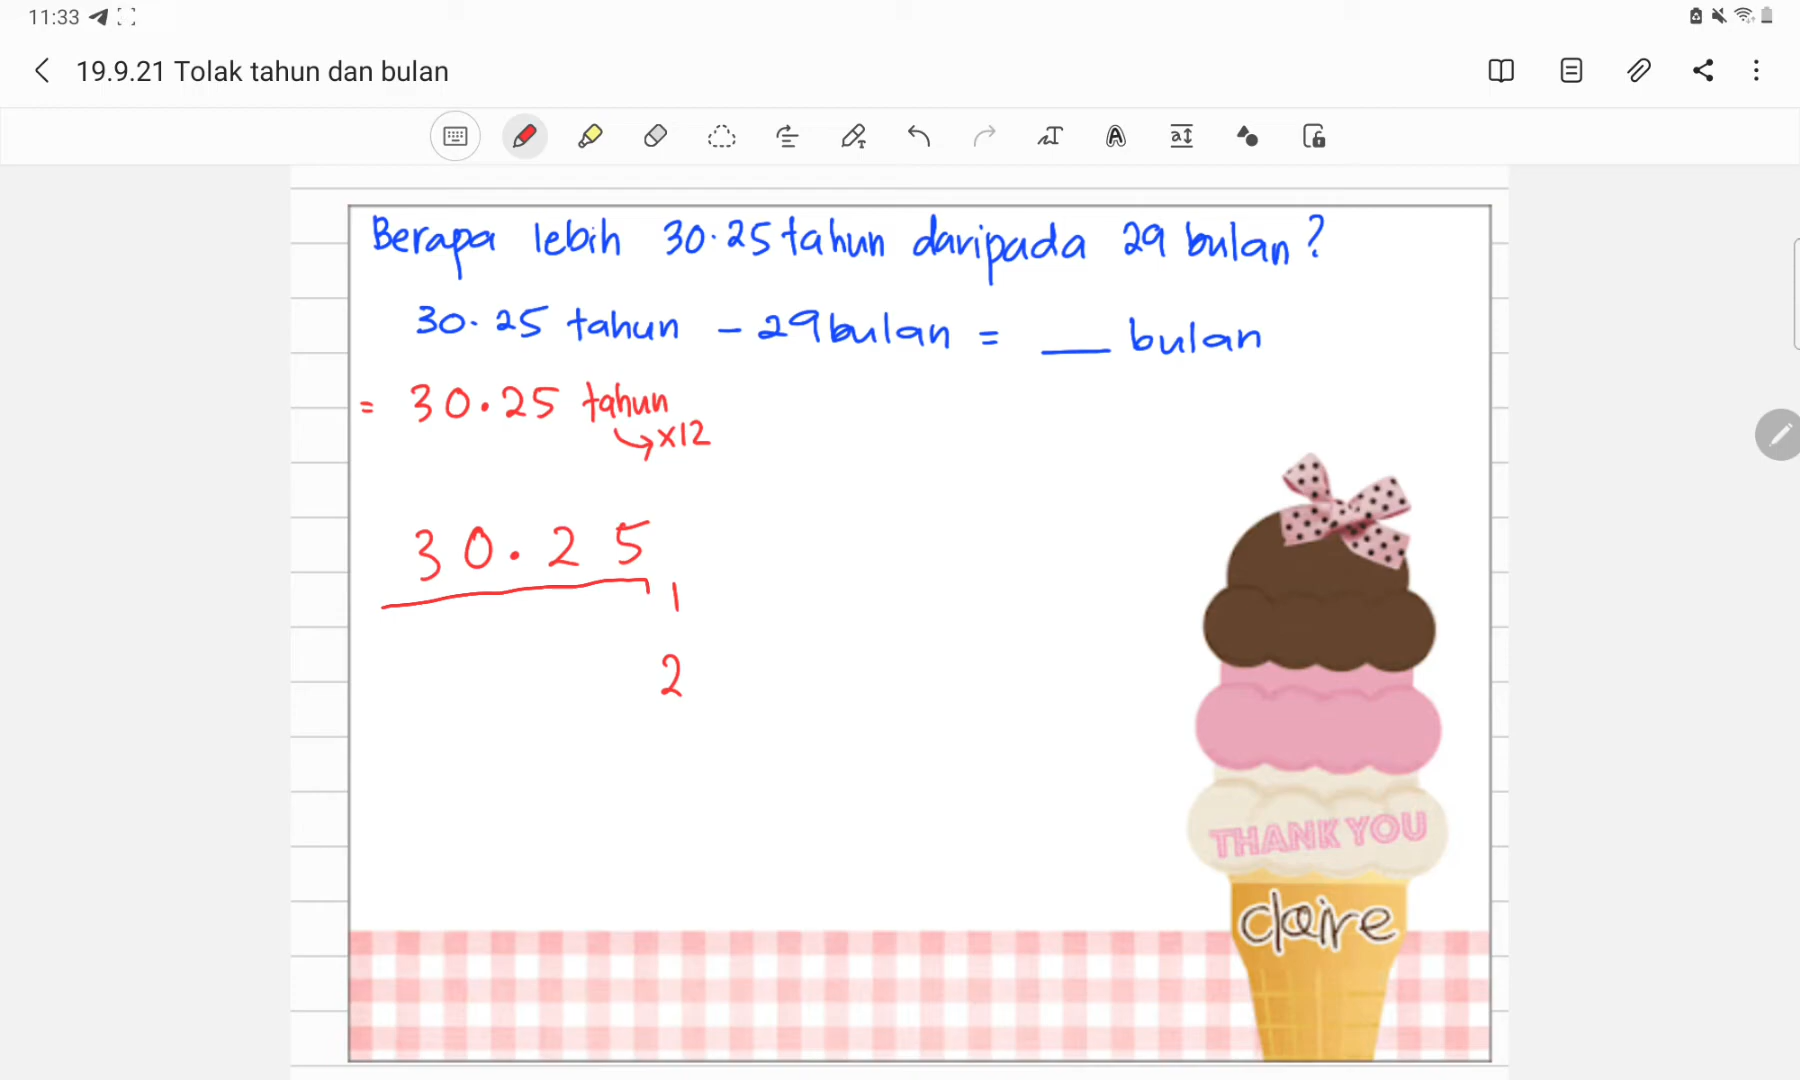 11:33
19.9.21 Tolak tahun dan bulan
Berapa lebih 30.25 tahun daripada 29 bulan?
30.25 tahun - 29 bulan = __ bulan
= 30.25 tahun
x12
30.25
1
2
THANK YOU
claire